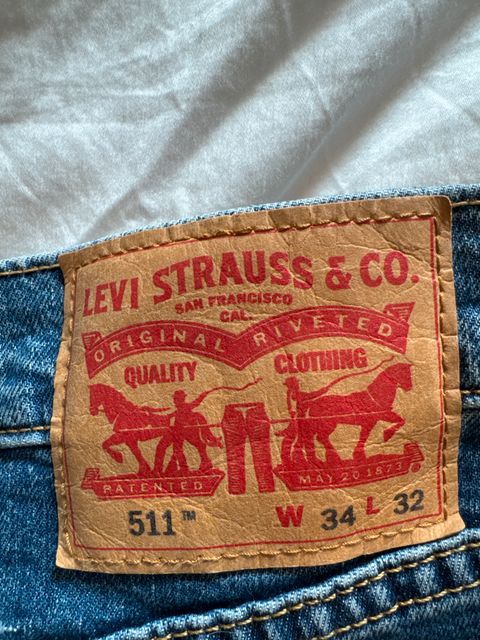 LEVI STRAUSS & CO.
SAN FRANCISCO
CAL.
ORIGINAL RIVETED
QUALITY CLOTHING
PATENTED MAY 20 1873
511™ W 34 L 32